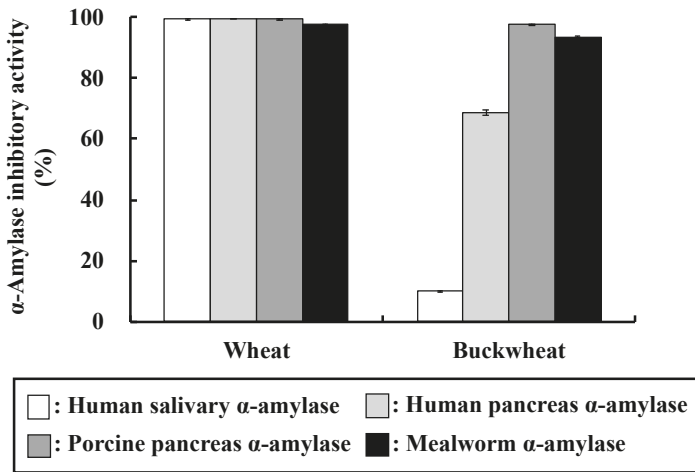 α-Amylase inhibitory activity
(%)
100
80
60
40
20
0
Wheat
Buckwheat
: Human salivary α-amylase
: Human pancreas α-amylase
: Porcine pancreas α-amylase
: Mealworm α-amylase